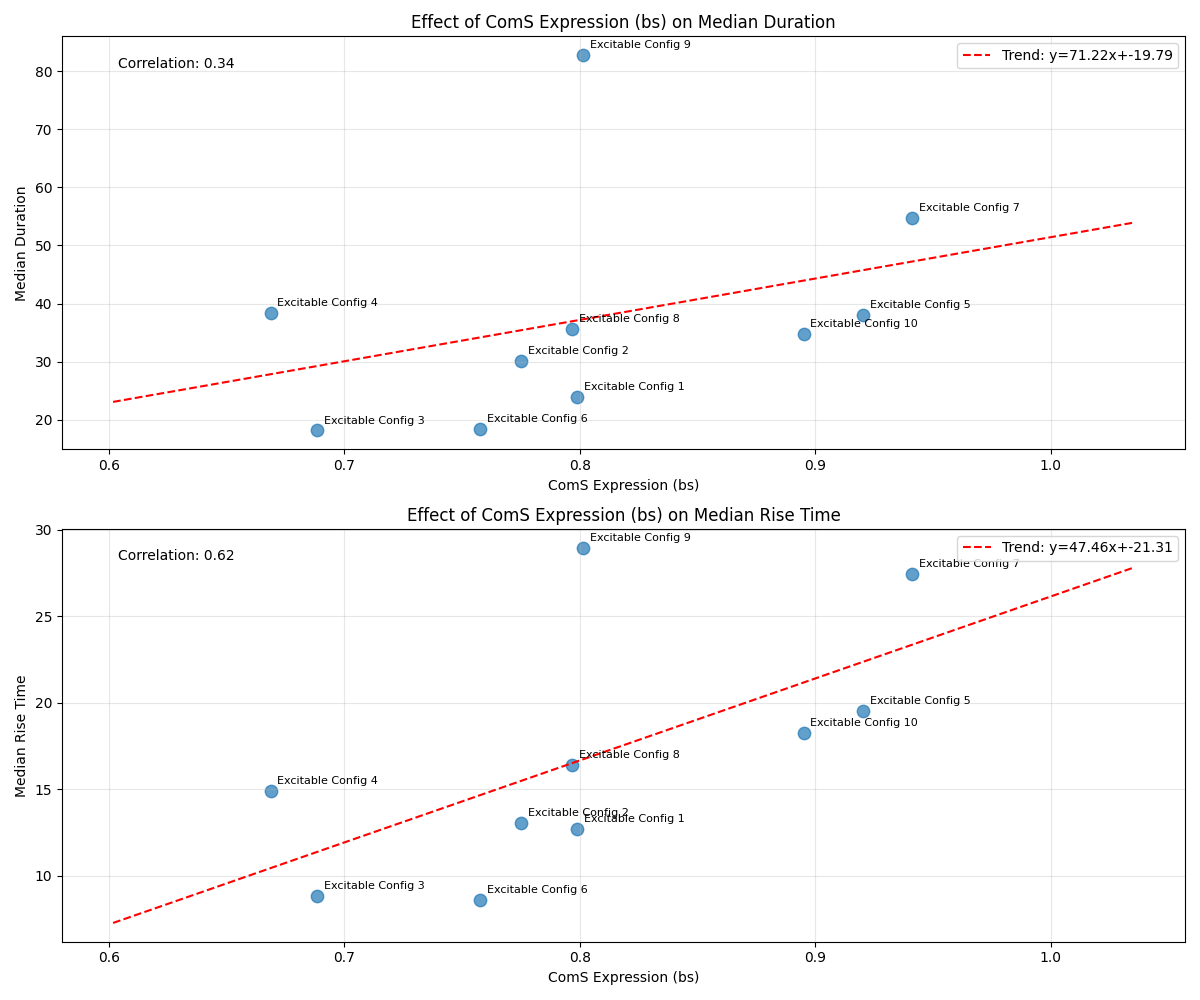 Effect of ComS Expression (bs) on Median Duration
Correlation: 0.34
Trend: y=71.22x+-19.79
Excitable Config 9
Excitable Config 7
Excitable Config 4
Excitable Config 5
Excitable Config 8
Excitable Config 10
Excitable Config 2
Excitable Config 1
Excitable Config 3
Excitable Config 6
80
70
60
50
40
30
20
Median Duration
0.6
0.7
0.8
0.9
1.0
ComS Expression (bs)
Effect of ComS Expression (bs) on Median Rise Time
Correlation: 0.62
Trend: y=47.46x+-21.31
Excitable Config 9
Excitable Config 7
Excitable Config 5
Excitable Config 10
Excitable Config 8
Excitable Config 4
Excitable Config 2
Excitable Config 1
Excitable Config 3
Excitable Config 6
30
25
20
15
10
Median Rise Time
0.6
0.7
0.8
0.9
1.0
ComS Expression (bs)